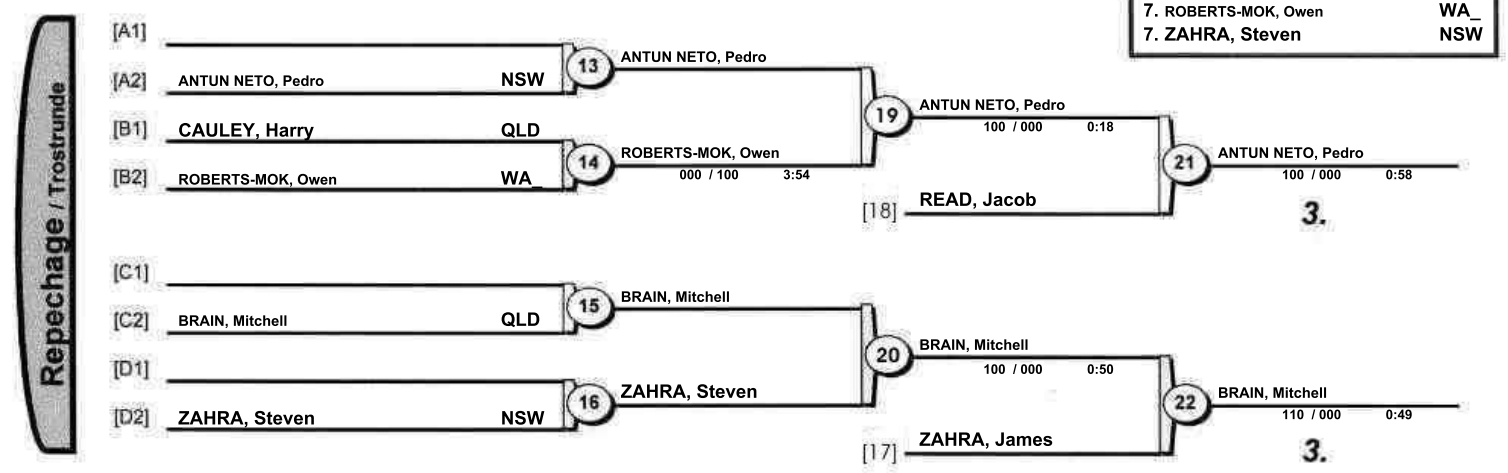 7. ROBERTS-MOK, Owen WA_
7. ZAHRA, Steven NSW
Repechage / Trostrunde
[A1]
[A2] ANTUN NETO, Pedro NSW
13 ANTUN NETO, Pedro
[B1] CAULEY, Harry QLD
[B2] ROBERTS-MOK, Owen WA_
14 ROBERTS-MOK, Owen
000 / 100 3:54
19 ANTUN NETO, Pedro
100 / 000 0:18
[18] READ, Jacob
21 ANTUN NETO, Pedro
100 / 000 0:58
3.
[C1]
[C2] BRAIN, Mitchell QLD
15 BRAIN, Mitchell
[D1]
[D2] ZAHRA, Steven NSW
16 ZAHRA, Steven
20 BRAIN, Mitchell
100 / 000 0:50
[17] ZAHRA, James
22 BRAIN, Mitchell
110 / 000 0:49
3.